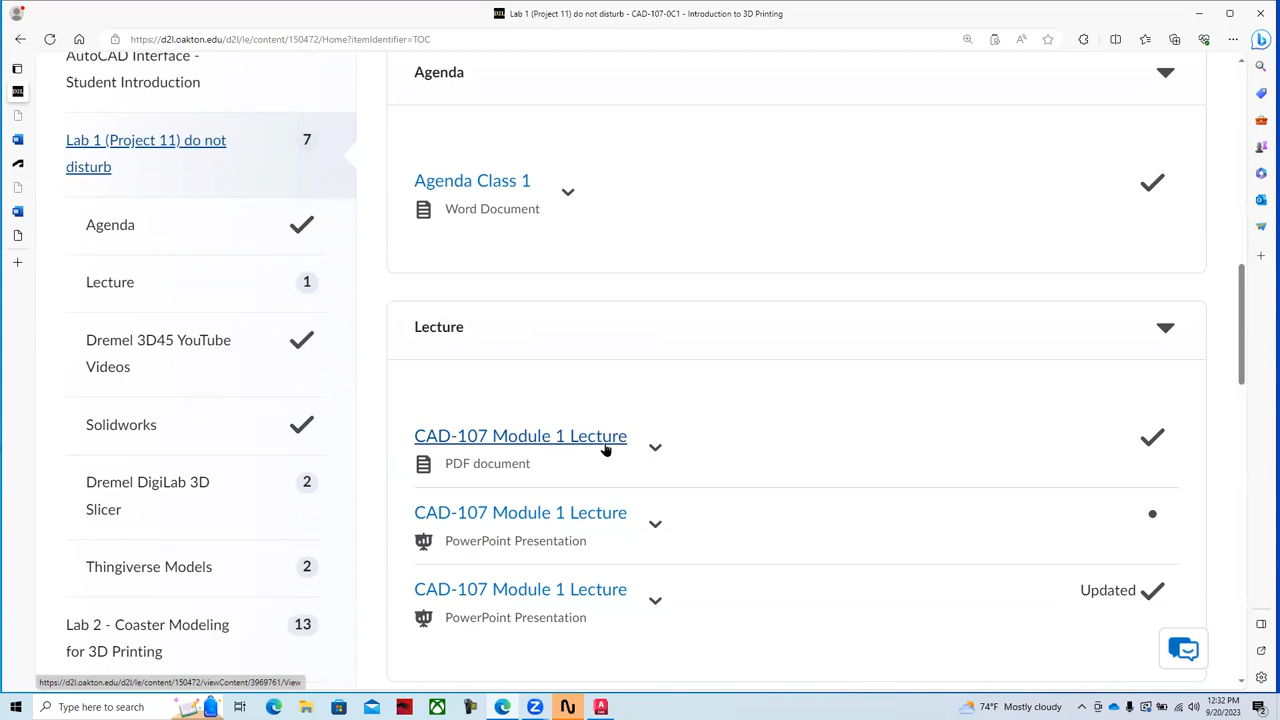 Lab 1 (Project 11) do not disturb - CAD-107-0C1 - Introduction to 3D Printing
https://d2l.oakton.edu/d2l/le/content/150472/Home?itemIdentifier=TOC
AutoCAD Interface -
Student Introduction
Lab 1 (Project 11) do not
disturb
7
Agenda
Lecture
1
Dremel 3D45 YouTube
Videos
Solidworks
Dremel DigiLab 3D
Slicer
2
Thingiverse Models
2
Lab 2 - Coaster Modeling
for 3D Printing
13
Agenda
Agenda Class 1
Word Document
Lecture
CAD-107 Module 1 Lecture
PDF document
CAD-107 Module 1 Lecture
PowerPoint Presentation
CAD-107 Module 1 Lecture
Updated
PowerPoint Presentation
https://d2l.oakton.edu/d2l/le/content/150472/viewContent/3969761/View
Type here to search
74°F Mostly cloudy
12:32 PM
9/20/2023